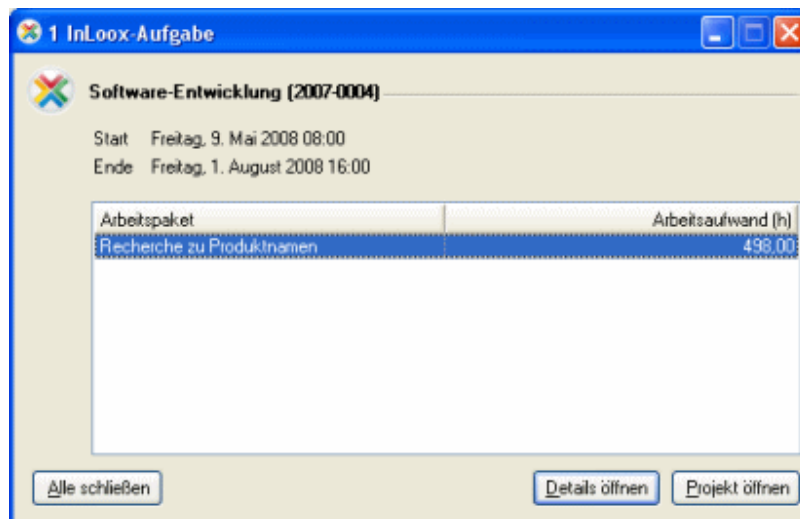 1 InLoox-Aufgabe
Software-Entwicklung (2007-0004)
Start Freitag, 9. Mai 2008 08:00
Ende Freitag, 1. August 2008 16:00
Arbeitspaket Arbeitsaufwand (h)
Recherche zu Produktnamen 498,00
Alle schließen Details öffnen Projekt öffnen